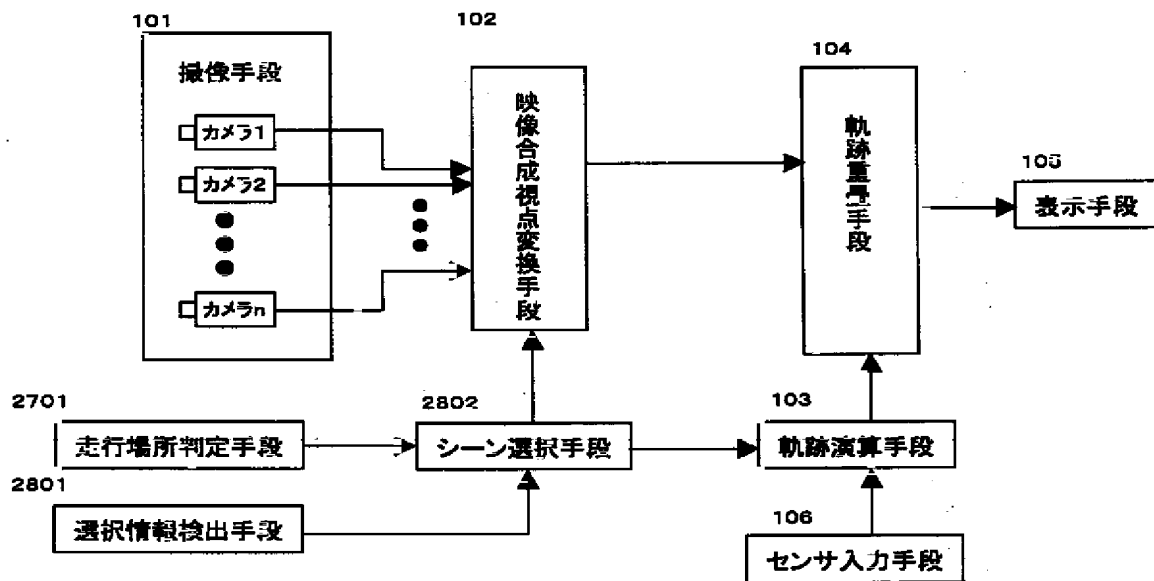 101
撮像手段
カメラ1
カメラ2
カメラn
102
映像合成視点変換手段
104
軌跡重畳手段
105
表示手段
2701
走行場所判定手段
2802
シーン選択手段
103
軌跡演算手段
2801
選択情報検出手段
106
センサ入力手段